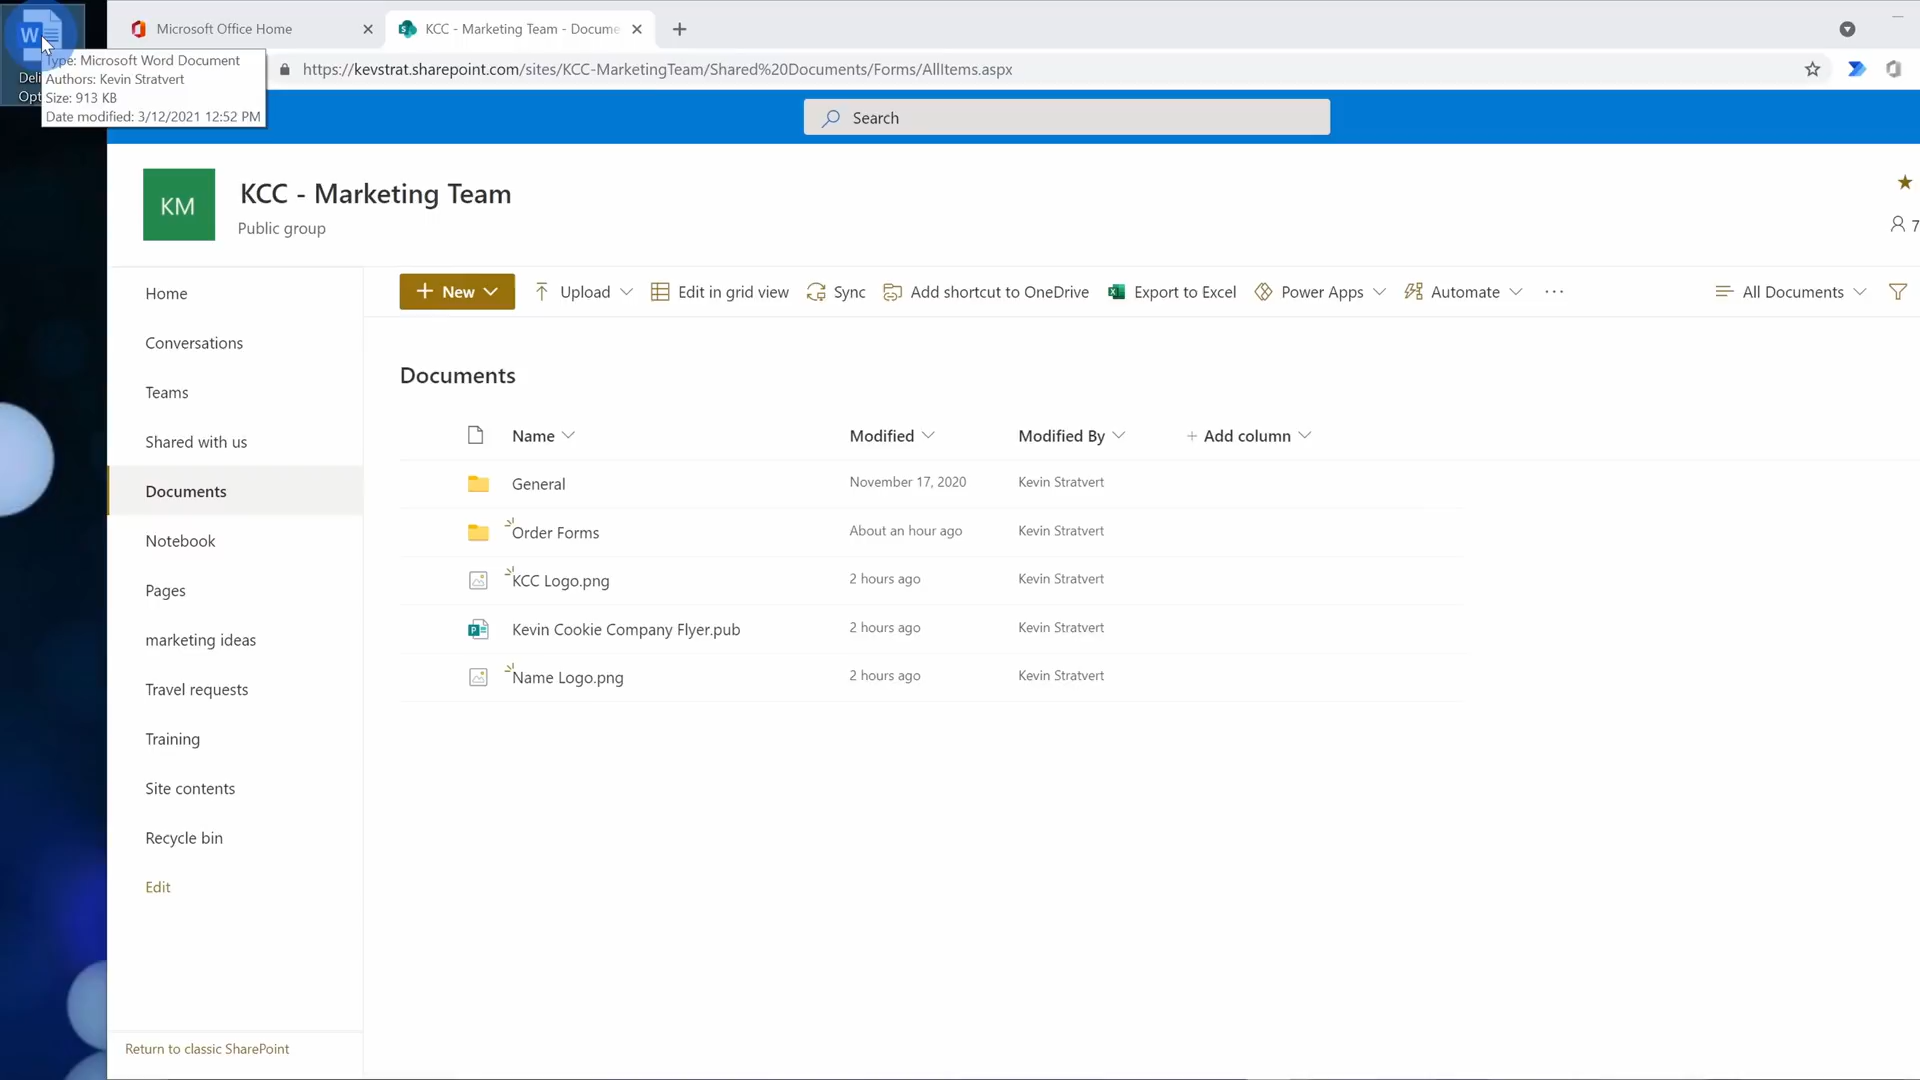 Microsoft Office Home
KCC - Marketing Team - Docume
W
Type: Microsoft Word Document
Authors: Kevin Stratvert
Size: 913 KB
Date modified: 3/12/2021 12:52 PM
Deli
Opt
https://kevstrat.sharepoint.com/sites/KCC-MarketingTeam/Shared%20Documents/Forms/AllItems.aspx
Search
KM
KCC - Marketing Team
Public group
7
Home
Conversations
Teams
Shared with us
Documents
Notebook
Pages
marketing ideas
Travel requests
Training
Site contents
Recycle bin
Edit
Return to classic SharePoint
+ New
Upload
Edit in grid view
Sync
Add shortcut to OneDrive
Export to Excel
Power Apps
Automate
···
All Documents
Documents
Name Modified Modified By + Add column
General November 17, 2020 Kevin Stratvert
Order Forms About an hour ago Kevin Stratvert
KCC Logo.png 2 hours ago Kevin Stratvert
Kevin Cookie Company Flyer.pub 2 hours ago Kevin Stratvert
Name Logo.png 2 hours ago Kevin Stratvert